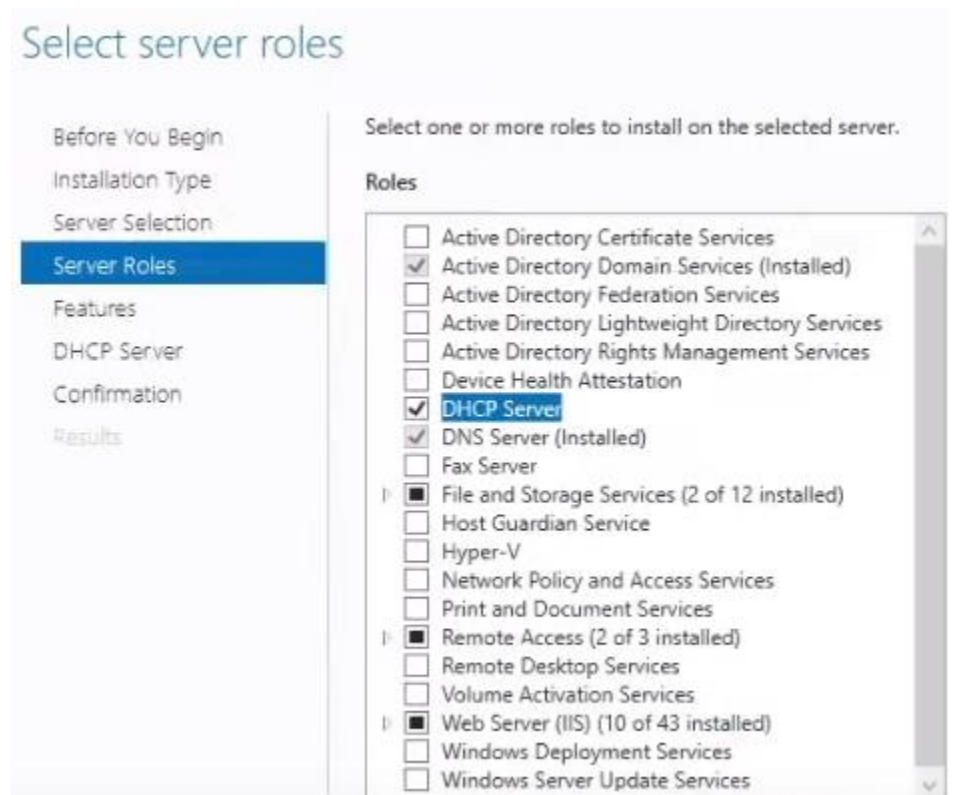 Select server roles
Before You Begin
Installation Type
Server Selection
Server Roles
Features
DHCP Server
Confirmation
Results
Select one or more roles to install on the selected server.
Roles
Active Directory Certificate Services
Active Directory Domain Services (Installed)
Active Directory Federation Services
Active Directory Lightweight Directory Services
Active Directory Rights Management Services
Device Health Attestation
DHCP Server
DNS Server (Installed)
Fax Server
File and Storage Services (2 of 12 installed)
Host Guardian Service
Hyper-V
Network Policy and Access Services
Print and Document Services
Remote Access (2 of 3 installed)
Remote Desktop Services
Volume Activation Services
Web Server (IIS) (10 of 43 installed)
Windows Deployment Services
Windows Server Update Services